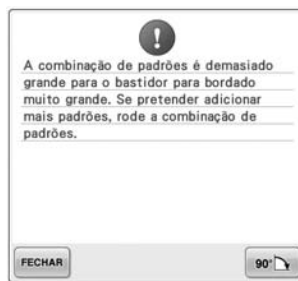 A combinação de padrões é demasiado
grande para o bastidor para bordado
muito grande. Se pretender adicionar
mais padrões, rode a combinação de
padrões.
FECHAR
90°